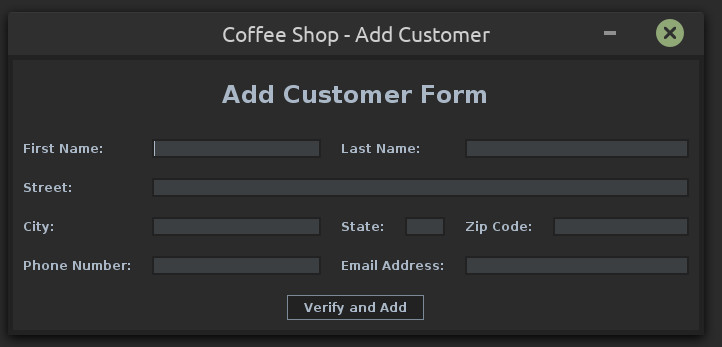 Coffee Shop - Add Customer
Add Customer Form
First Name: Last Name:
Street:
City: State: Zip Code:
Phone Number: Email Address:
Verify and Add